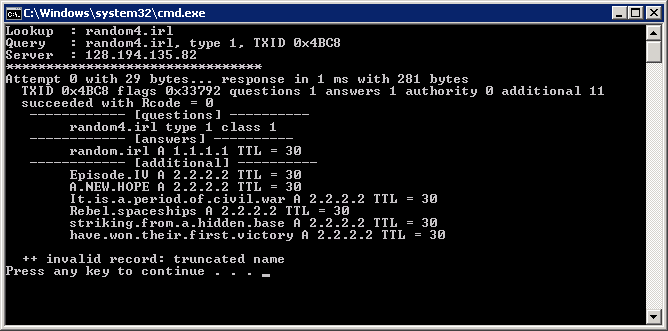 C:\Windows\system32\cmd.exe
Lookup  : random4.irl
Query   : random4.irl, type 1, TXID 0x4BC8
Server  : 128.194.135.82
********************************
Attempt 0 with 29 bytes... response in 1 ms with 281 bytes
  TXID 0x4BC8 flags 0x33792 questions 1 answers 1 authority 0 additional 11
  succeeded with Rcode = 0
   ------------ [questions] ----------
        random4.irl type 1 class 1
   ------------ [answers] ----------
        random.irl A 1.1.1.1 TTL = 30
   ------------ [additional] ----------
        Episode.IV A 2.2.2.2 TTL = 30
        A.NEW.HOPE A 2.2.2.2 TTL = 30
        It.is.a.period.of.civil.war A 2.2.2.2 TTL = 30
        Rebel.spaceships A 2.2.2.2 TTL = 30
        striking.from.a.hidden.base A 2.2.2.2 TTL = 30
        have.won.their.first.victory A 2.2.2.2 TTL = 30
  ++ invalid record: truncated name
Press any key to continue . . . _